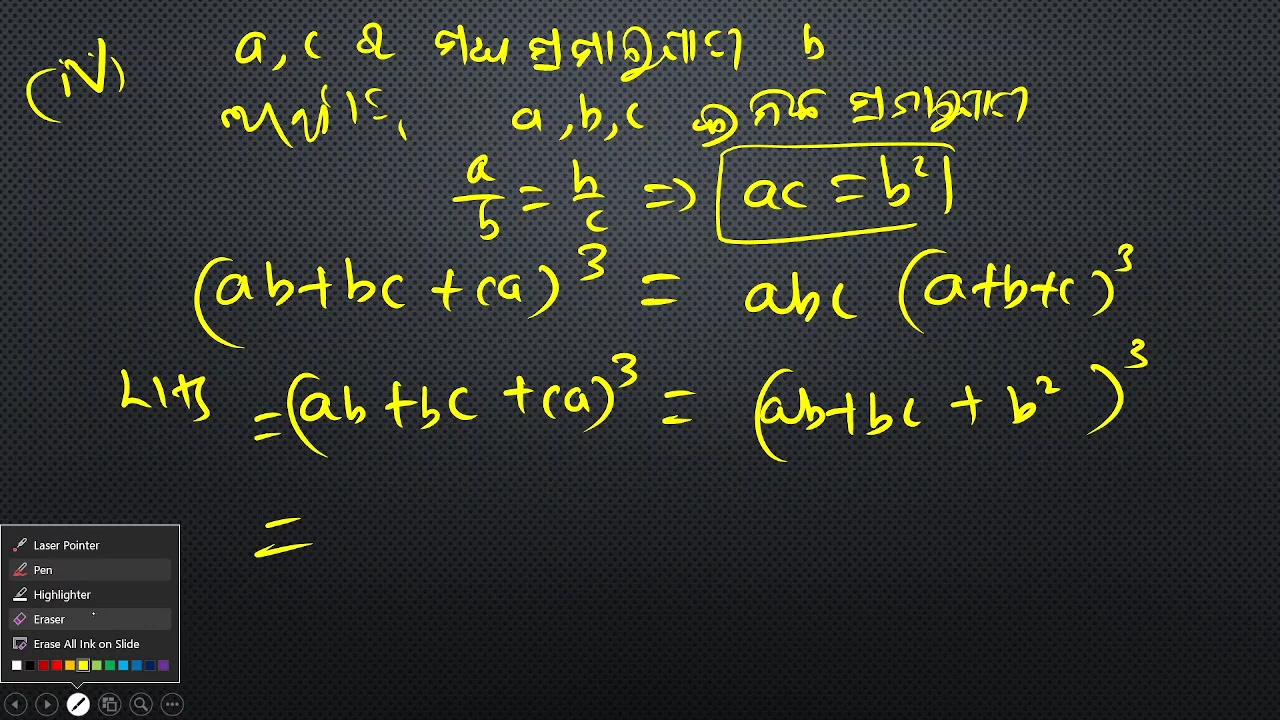 (iv) a, c ର ମଧ୍ୟ ପ୍ରମାନୁପାତୀ b
ଅର୍ଥାତ୍, a, b, c କ୍ରମିକ ସମାନୁପାତୀ
a/b = b/c => ac = b²
(ab+bc+ca)³ = abc (a+b+c)³
LHS = (ab+bc+ca)³ = (ab+bc+b²)³
=
Laser Pointer
Pen
Highlighter
Eraser
Erase All Ink on Slide